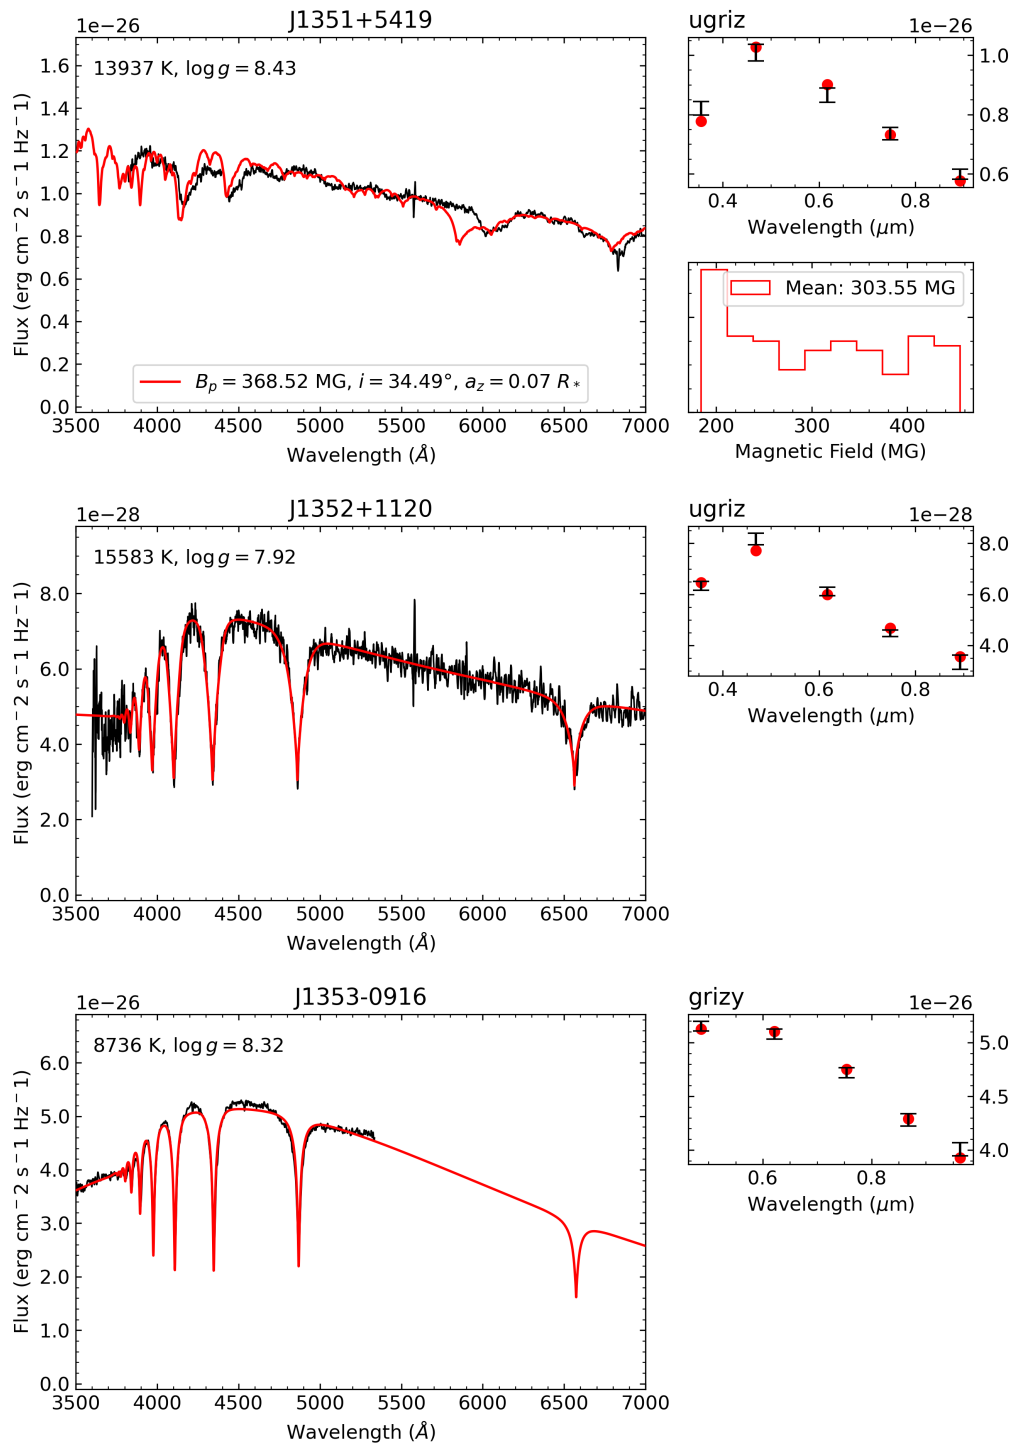 J1351+5419
1e−26
13937 K, log g = 8.43
Flux (erg cm−2 s−1 Hz−1)
1.6
1.4
1.2
1.0
0.8
0.6
0.4
0.2
0.0
B_p = 368.52 MG, i = 34.49°, a_z = 0.07 R_*
3500 4000 4500 5000 5500 6000 6500 7000
Wavelength (Å)
ugriz
1e−26
1.0
0.8
0.6
0.4 0.6 0.8
Wavelength (μm)
Mean: 303.55 MG
200 300 400
Magnetic Field (MG)
J1352+1120
1e−28
15583 K, log g = 7.92
Flux (erg cm−2 s−1 Hz−1)
8.0
6.0
4.0
2.0
0.0
3500 4000 4500 5000 5500 6000 6500 7000
Wavelength (Å)
ugriz
1e−28
8.0
6.0
4.0
0.4 0.6 0.8
Wavelength (μm)
J1353-0916
1e−26
8736 K, log g = 8.32
Flux (erg cm−2 s−1 Hz−1)
6.0
5.0
4.0
3.0
2.0
1.0
0.0
3500 4000 4500 5000 5500 6000 6500 7000
Wavelength (Å)
grizy
1e−26
5.0
4.5
4.0
0.6 0.8
Wavelength (μm)